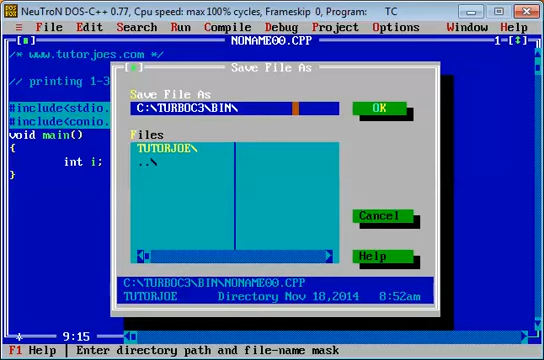 NeuTroN DOS-C++ 0.77, Cpu speed: max 100% cycles, Frameskip 0, Program: TC
≡ File Edit Search Run Compile Debug Project Options Window Help
NONAME00.CPP 1
/* www.tutorjoes.com */
// printing 1-3
#include<stdio.
#include<conio.
void main()
{
int i;
}
Save File As
Save File As
C:\TURBOC3\BIN\
OK
Files
TUTORJOE\
..\
Cancel
Help
C:\TURBOC3\BIN\NONAME00.CPP
TUTORJOE Directory Nov 18,2014 8:52am
* 9:15
F1 Help | Enter directory path and file-name mask